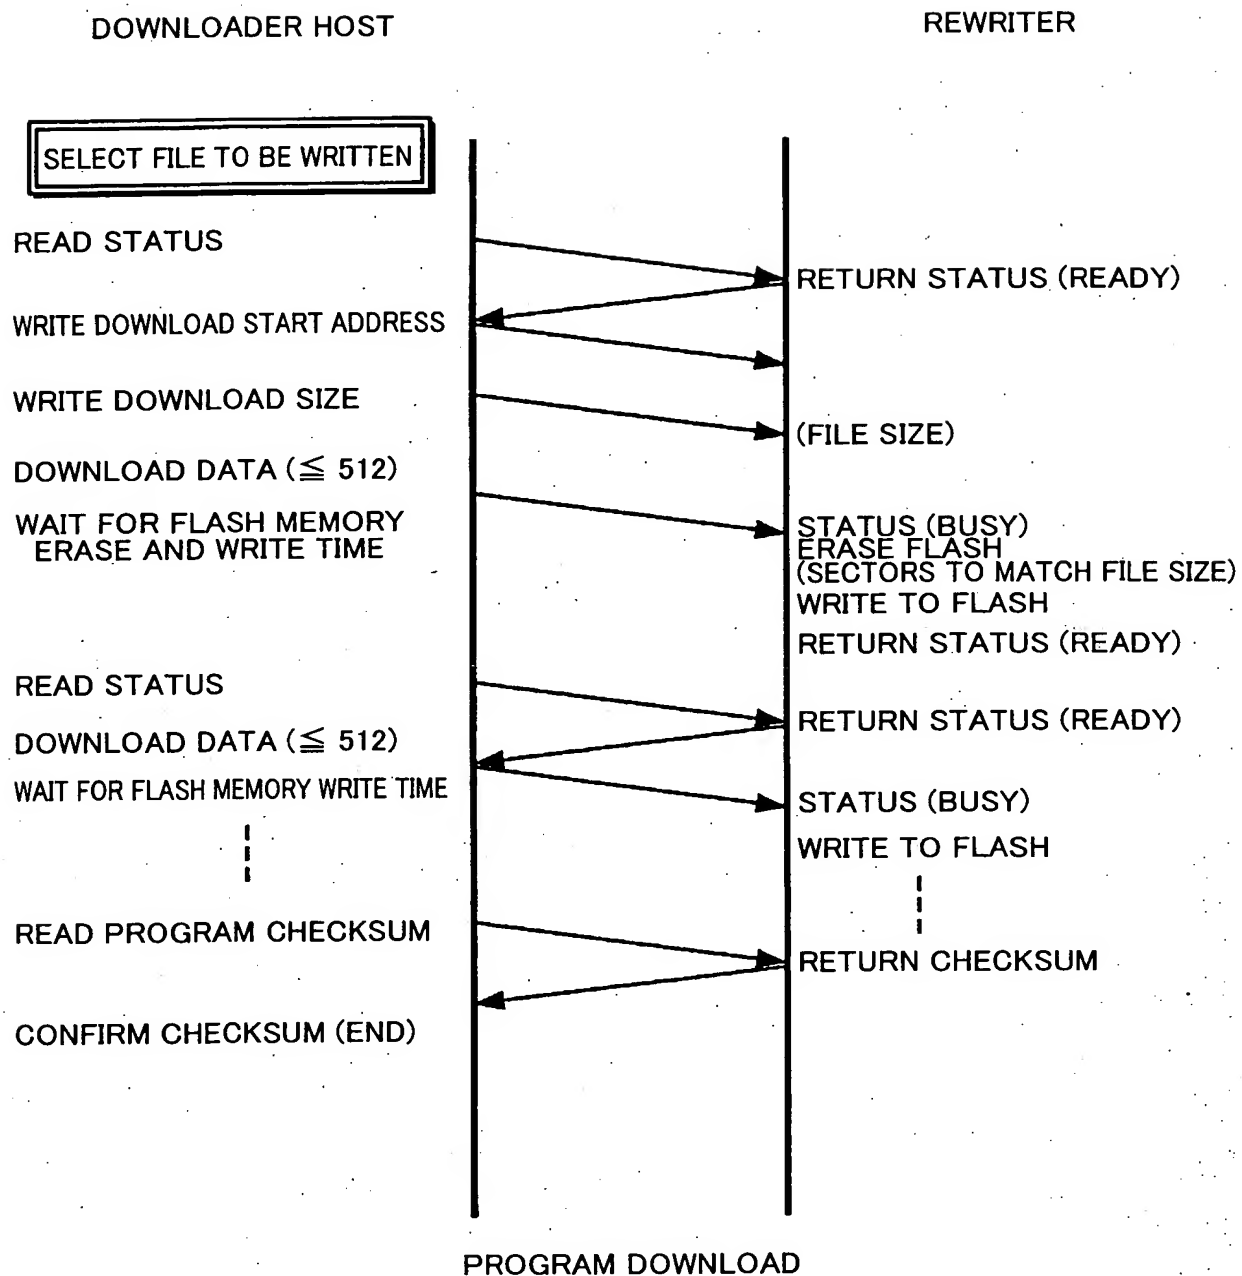 DOWNLOADER HOST
REWRITER
SELECT FILE TO BE WRITTEN
READ STATUS
RETURN STATUS (READY)
WRITE DOWNLOAD START ADDRESS
WRITE DOWNLOAD SIZE
(FILE SIZE)
DOWNLOAD DATA (≦ 512)
WAIT FOR FLASH MEMORY
ERASE AND WRITE TIME
STATUS (BUSY)
ERASE FLASH
(SECTORS TO MATCH FILE SIZE)
WRITE TO FLASH
RETURN STATUS (READY)
READ STATUS
RETURN STATUS (READY)
DOWNLOAD DATA (≦ 512)
WAIT FOR FLASH MEMORY WRITE TIME
STATUS (BUSY)
WRITE TO FLASH
READ PROGRAM CHECKSUM
RETURN CHECKSUM
CONFIRM CHECKSUM (END)
PROGRAM DOWNLOAD